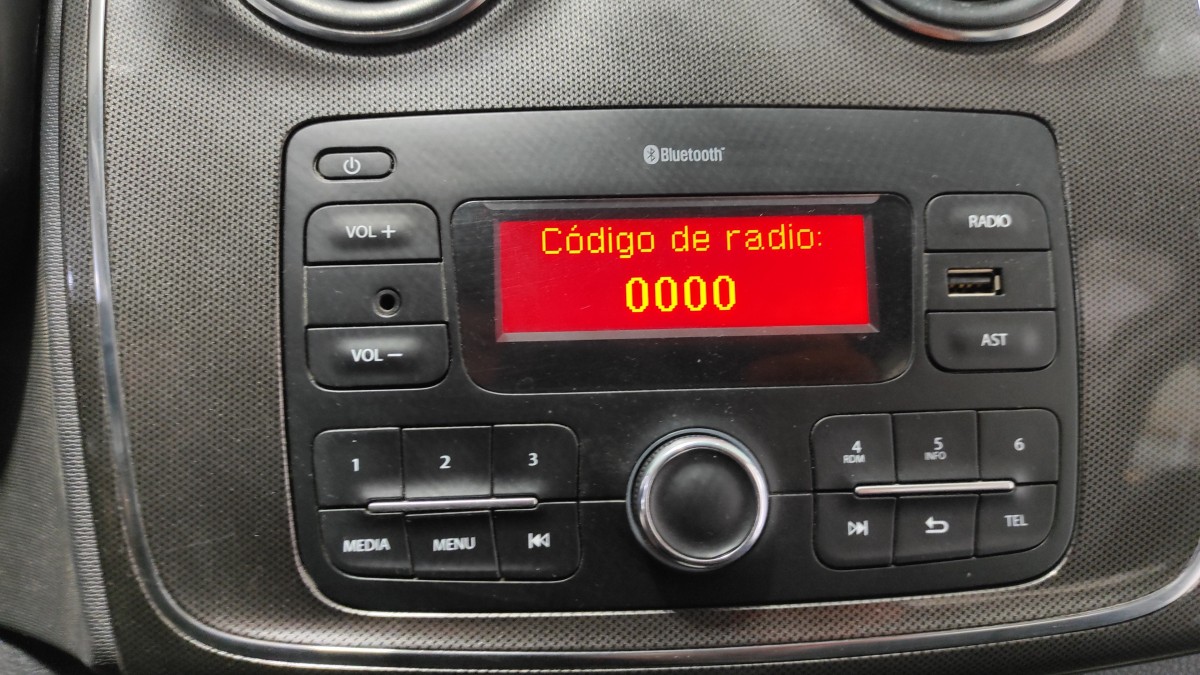 Bluetooth
VOL +
Código de radio:
0000
RADIO
VOL –
AST
1
2
3
4
RDM
5
INFO
6
MEDIA
MENU
TEL